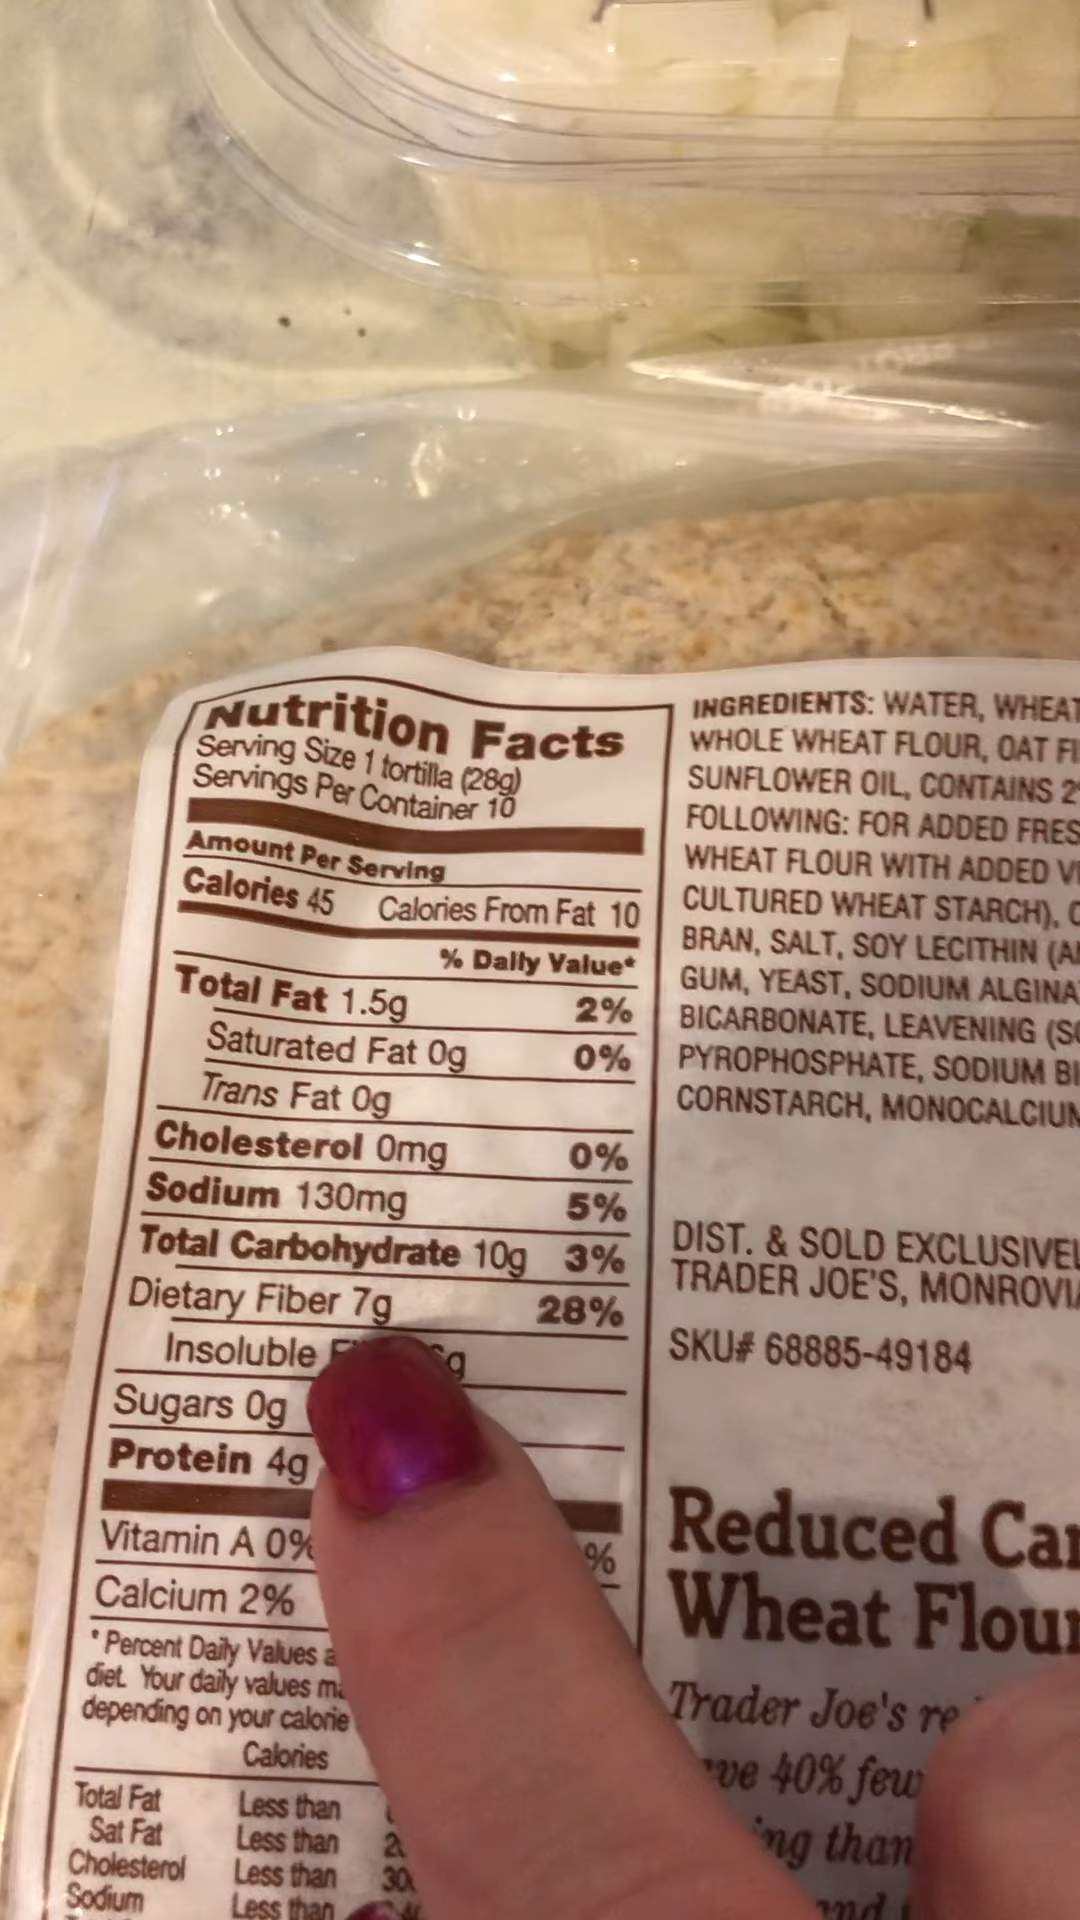 Nutrition Facts
Serving Size 1 tortilla (28g)
Servings Per Container 10
Amount Per Serving
Calories 45 Calories From Fat 10
% Daily Value*
Total Fat 1.5g 2%
Saturated Fat 0g 0%
Trans Fat 0g
Cholesterol 0mg 0%
Sodium 130mg 5%
Total Carbohydrate 10g 3%
Dietary Fiber 7g 28%
Insoluble
Sugars 0g
Protein 4g
Vitamin A 0% %
Calcium 2%
*Percent Daily Values a
diet. Your daily values
depending on your calorie
Calories
Total Fat Less than
Sat Fat Less than
Cholesterol Less than
Sodium Less than
INGREDIENTS: WATER, WHEAT
WHOLE WHEAT FLOUR, OAT FI
SUNFLOWER OIL, CONTAINS 2
FOLLOWING: FOR ADDED FRES
WHEAT FLOUR WITH ADDED VI
CULTURED WHEAT STARCH), C
BRAN, SALT, SOY LECITHIN (A
GUM, YEAST, SODIUM ALGINA
BICARBONATE, LEAVENING (SO
PYROPHOSPHATE, SODIUM BI
CORNSTARCH, MONOCALCIUM
DIST. & SOLD EXCLUSIVEL
TRADER JOE'S, MONROVIA
SKU# 68885-49184
Reduced Car
Wheat Flour
Trader Joe's re
ve 40% few
ing than